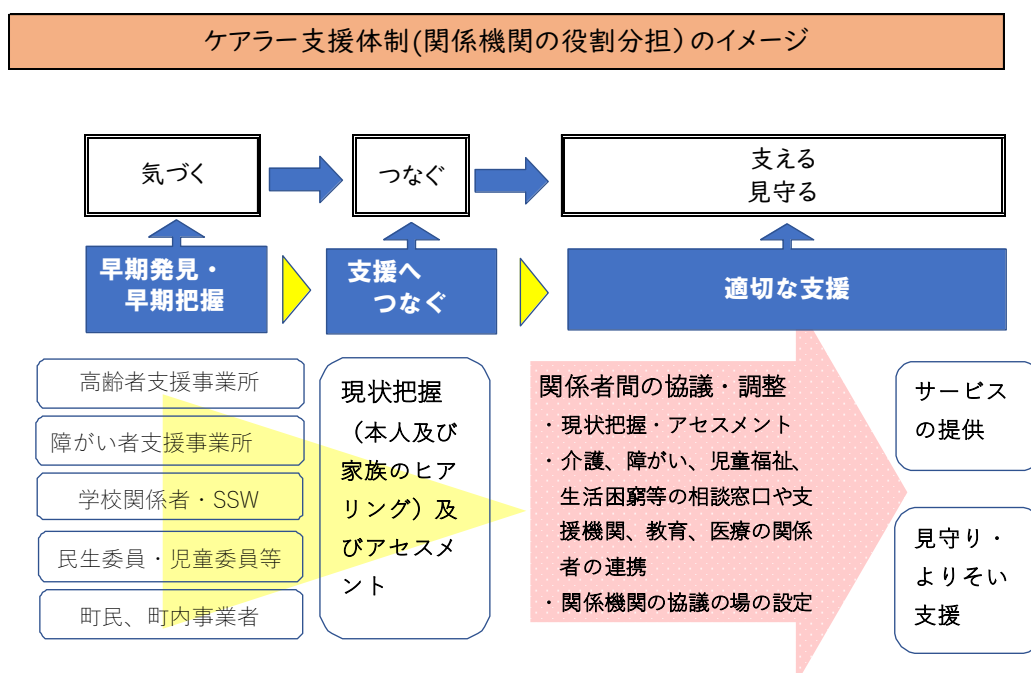 ケアラー支援体制(関係機関の役割分担)のイメージ
気づく
つなぐ
支える
見守る
早期発見・
早期把握
支援へ
つなぐ
適切な支援
高齢者支援事業所
障がい者支援事業所
学校関係者・SSW
民生委員・児童委員等
町民、町内事業者
現状把握
（本人及び
家族のヒア
リング）及
びアセスメ
ント
関係者間の協議・調整
・現状把握・アセスメント
・介護、障がい、児童福祉、
生活困窮等の相談窓口や支
援機関、教育、医療の関係
者の連携
・関係機関の協議の場の設定
サービス
の提供
見守り・
よりそい
支援